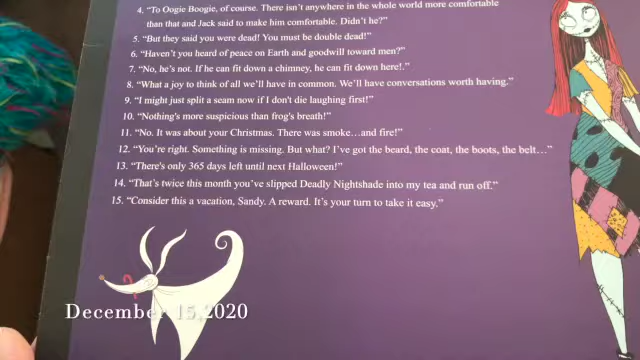 4. “To Oogie Boogie, of course. There isn’t anywhere in the whole world more comfortable
than that and Jack said to make him comfortable. Didn’t he?”
5. “But they said you were dead! You must be double dead!”
6. “Haven’t you heard of peace on Earth and goodwill toward men?”
7. “No, he’s not. If he can fit down a chimney, he can fit down here!.”
8. “What a joy to think of all we’ll have in common. We’ll have conversations worth having.”
9. “I might just split a seam now if I don't die laughing first!”
10. “Nothing's more suspicious than frog's breath!”
11. “No. It was about your Christmas. There was smoke…and fire!”
12. “You’re right. Something is missing. But what? I’ve got the beard, the coat, the boots, the belt…”
13. “There's only 365 days left until next Halloween!”
14. “That’s twice this month you’ve slipped Deadly Nightshade into my tea and run off.”
15. “Consider this a vacation, Sandy. A reward. It’s your turn to take it easy.”
December 15,2020